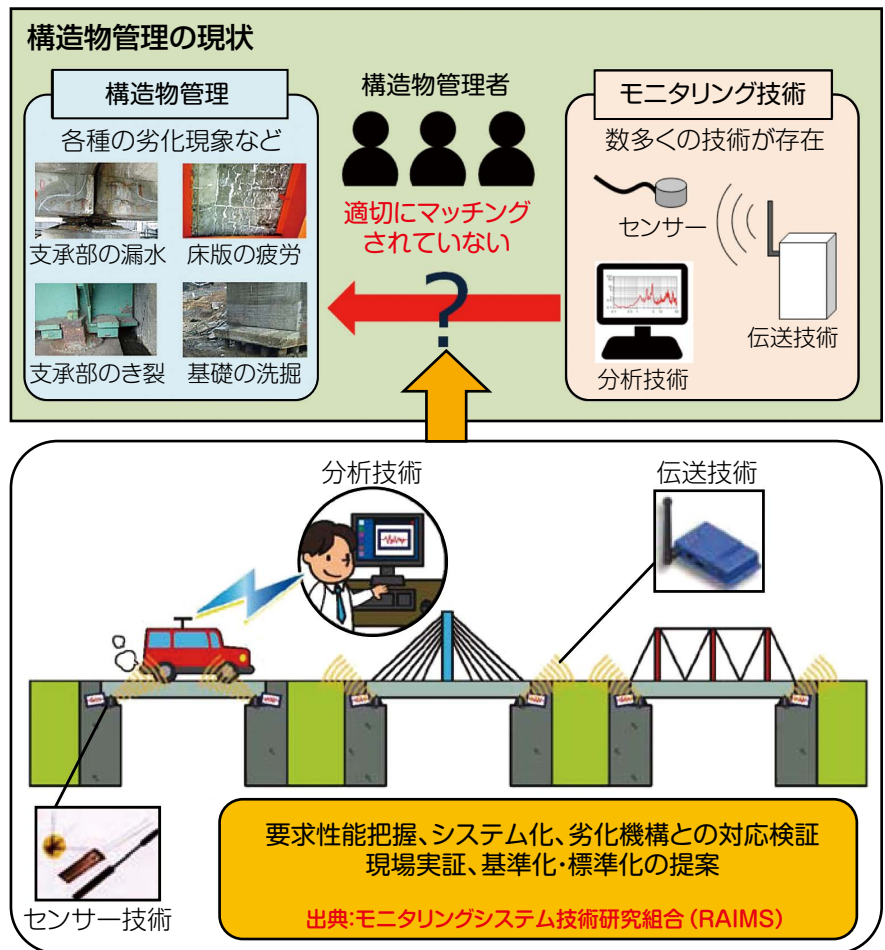 構造物管理の現状
構造物管理
各種の劣化現象など
支承部の漏水
床版の疲労
支承部のき裂
基礎の洗掘
構造物管理者
適切にマッチング
されていない
?
モニタリング技術
数多くの技術が存在
センサー
伝送技術
分析技術
分析技術
伝送技術
センサー技術
要求性能把握、システム化、劣化機構との対応検証
現場実証、基準化・標準化の提案
出典:モニタリングシステム技術研究組合(RAIMS)